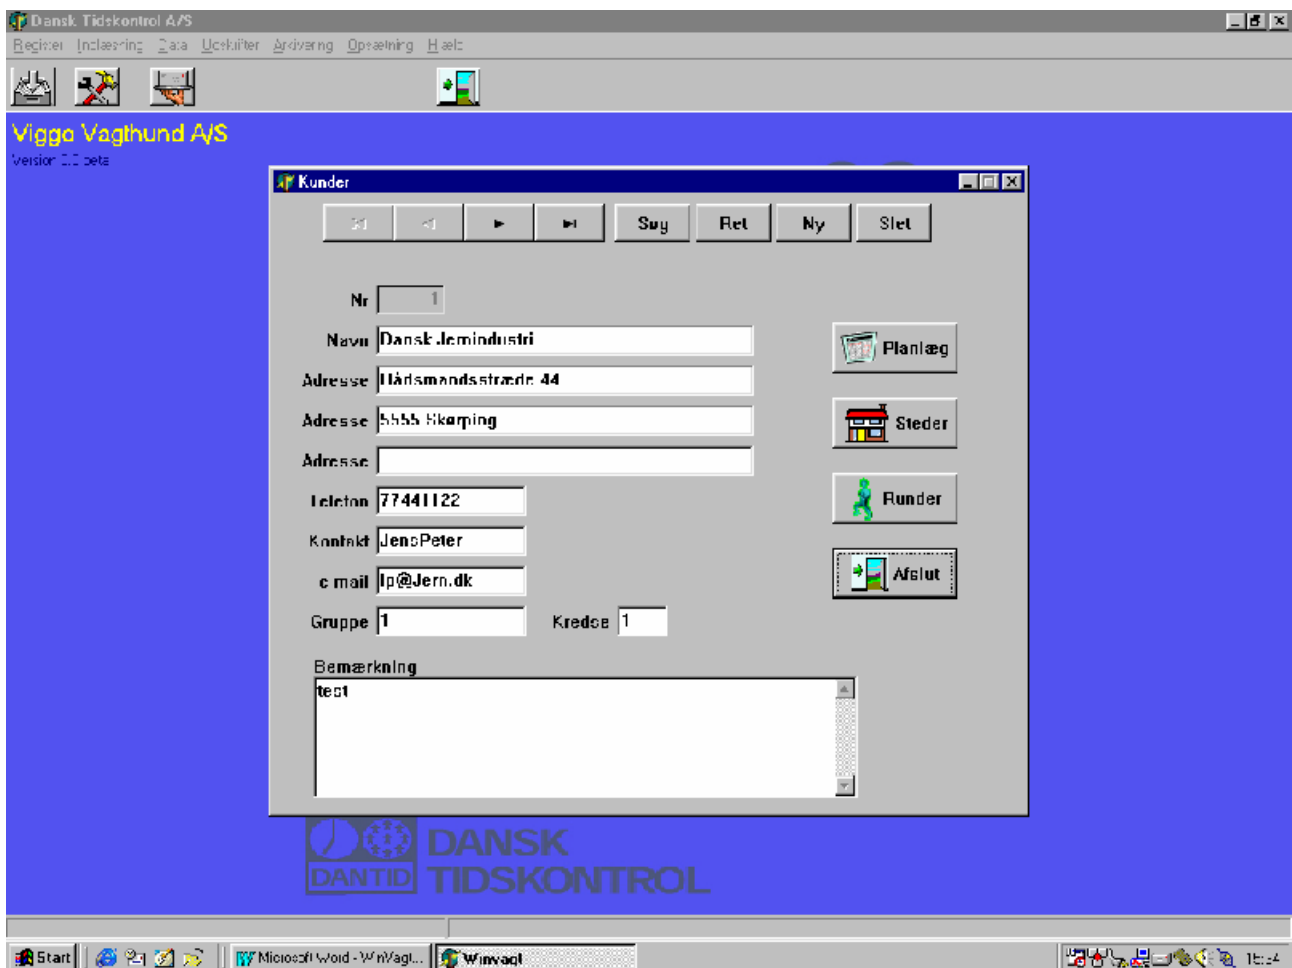 Dansk Tidskontrol A/S
Register Indlæsning Data Udskrifter Arkivering Opsætning Hjælp
Viggo Vagthund A/S
Version beta
Kunder
Søg Ret Ny Slet
Nr 1
Navn Dansk Jernindustri
Adresse Rådsmandsstræde 44
Adresse 5555 Skørping
Adresse
Telefon 77441122
Kontakt JensPeter
e-mail @Jern.dk
Gruppe 1 Kredse 1
Bemærkning
test
Planlæg
Steder
Runder
Afslut
DANTID
DANSK
TIDSKONTROL
Start Microsoft Word - WinVagt... Winvagt